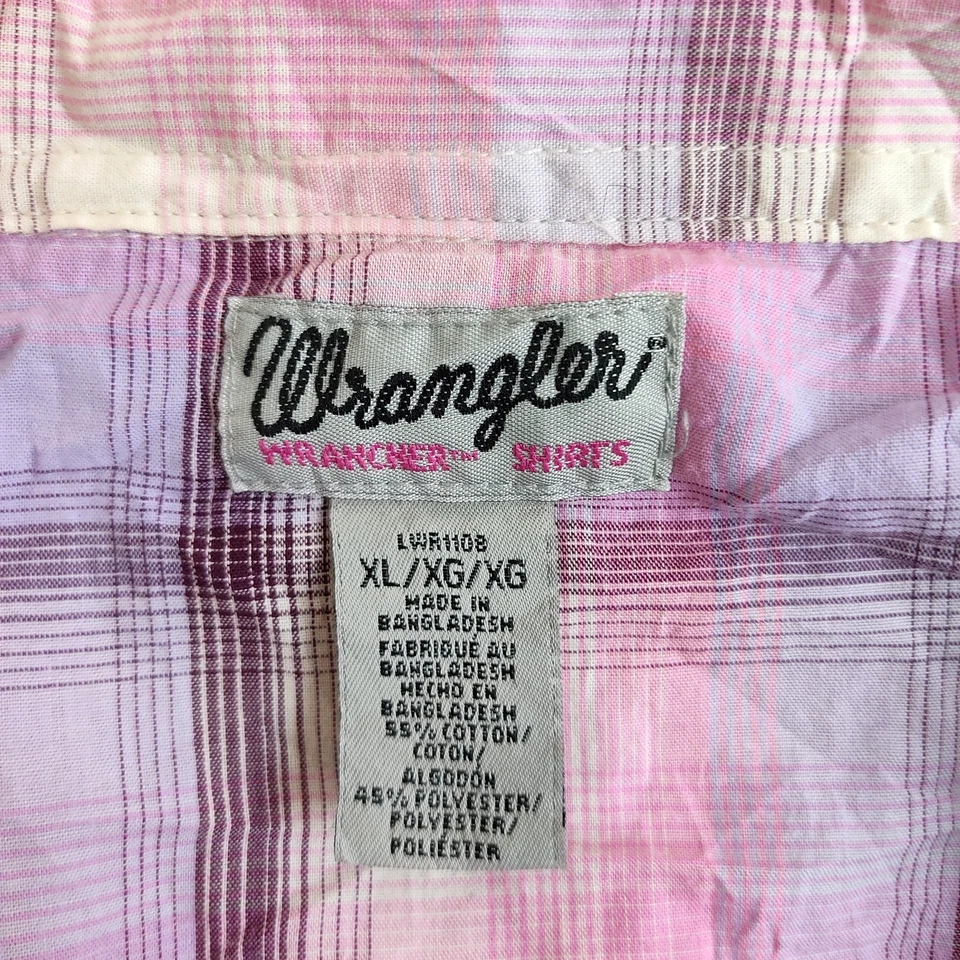 Wrangler®
WRANCHER™ SHIRTS
LWR1108
XL/XG/XG
MADE IN
BANGLADESH
FABRIQUÉ AU
BANGLADESH
HECHO EN
BANGLADESH
55% COTTON/
COTON/
ALGODÓN
45% POLYESTER/
POLYESTER/
POLIÉSTER